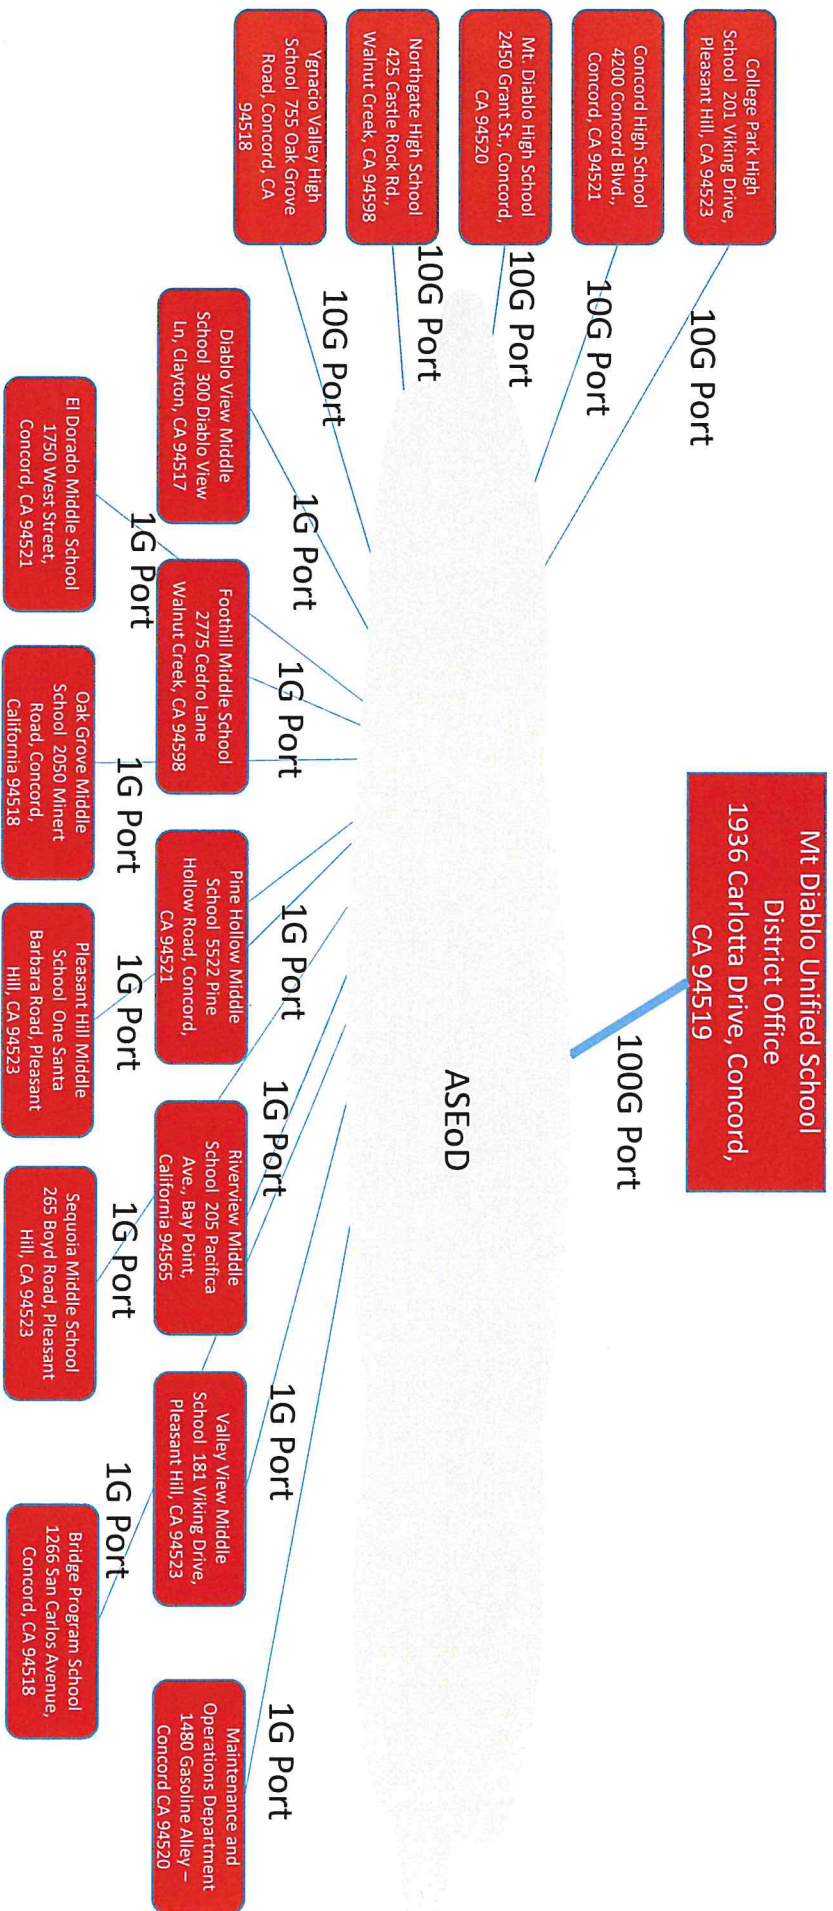 Mt Diablo Unified School
District Office
1936 Carlotta Drive, Concord,
CA 94519
100G Port
ASEoD
College Park High
School 201 Viking Drive,
Pleasant Hill, CA 94523
10G Port
Concord High School
4200 Concord Blvd.,
Concord, CA 94521
10G Port
Mt. Diablo High School
2450 Grant St., Concord,
CA 94520
10G Port
Northgate High School
425 Castle Rock Rd.,
Walnut Creek, CA 94598
10G Port
Ygnacio Valley High
School 755 Oak Grove
Road, Concord, CA
94518
10G Port
Diablo View Middle
School 300 Diablo View
Ln, Clayton, CA 94517
1G Port
Foothill Middle School
2775 Cedro Lane
Walnut Creek, CA 94598
1G Port
Pine Hollow Middle
School 5522 Pine
Hollow Road, Concord,
CA 94521
1G Port
Riverview Middle
School 205 Pacifica
Ave., Bay Point,
California 94565
1G Port
Valley View Middle
School 181 Viking Drive,
Pleasant Hill, CA 94523
1G Port
Maintenance and
Operations Department
1480 Gasoline Alley –
Concord CA 94520
1G Port
El Dorado Middle School
1750 West Street,
Concord, CA 94521
1G Port
Oak Grove Middle
School 2050 Minert
Road, Concord,
California 94518
1G Port
Pleasant Hill Middle
School One Santa
Barbara Road, Pleasant
Hill, CA 94523
1G Port
Sequoia Middle School
265 Boyd Road, Pleasant
Hill, CA 94523
1G Port
Bridge Program School
1266 San Carlos Avenue,
Concord, CA 94518
1G Port